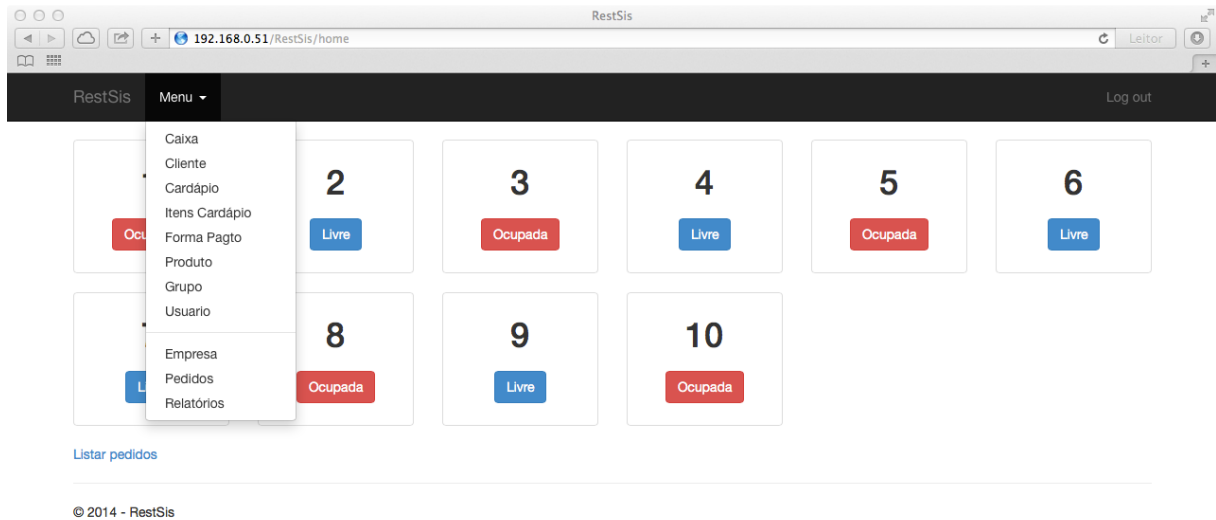 RestSis
192.168.0.51/RestSis/home
Leitor
RestSis Menu Log out
Caixa
Cliente
Cardápio
Itens Cardápio
Forma Pagto
Produto
Grupo
Usuario
Empresa
Pedidos
Relatórios
2 3 4 5 6
Livre Ocupada Livre Ocupada Livre
8 9 10
Ocupada Livre Ocupada
Listar pedidos
© 2014 - RestSis